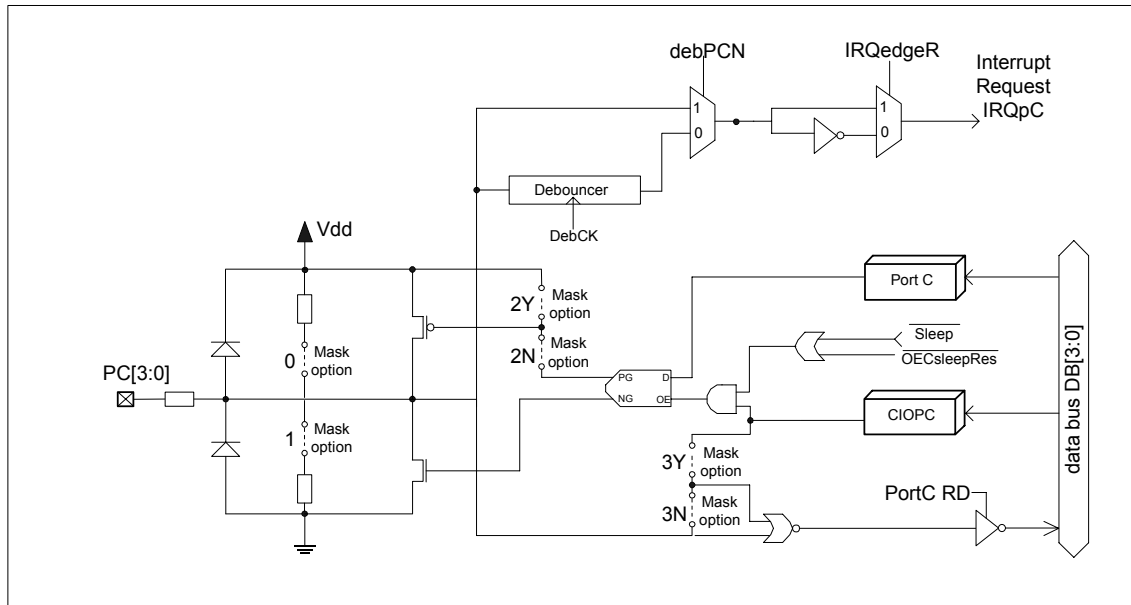 debPCN
IRQedgeR
Interrupt
Request
IRQpC
1
0
1
0
Debouncer
DebCK
Vdd
Port C
2Y
Mask
option
2N
Mask
option
0
Mask
option
Sleep
OECsleepRes
PC[3:0]
PG
D
NG
OE
CIOPC
data bus DB[3:0]
1
Mask
option
3Y
Mask
option
3N
Mask
option
PortC RD